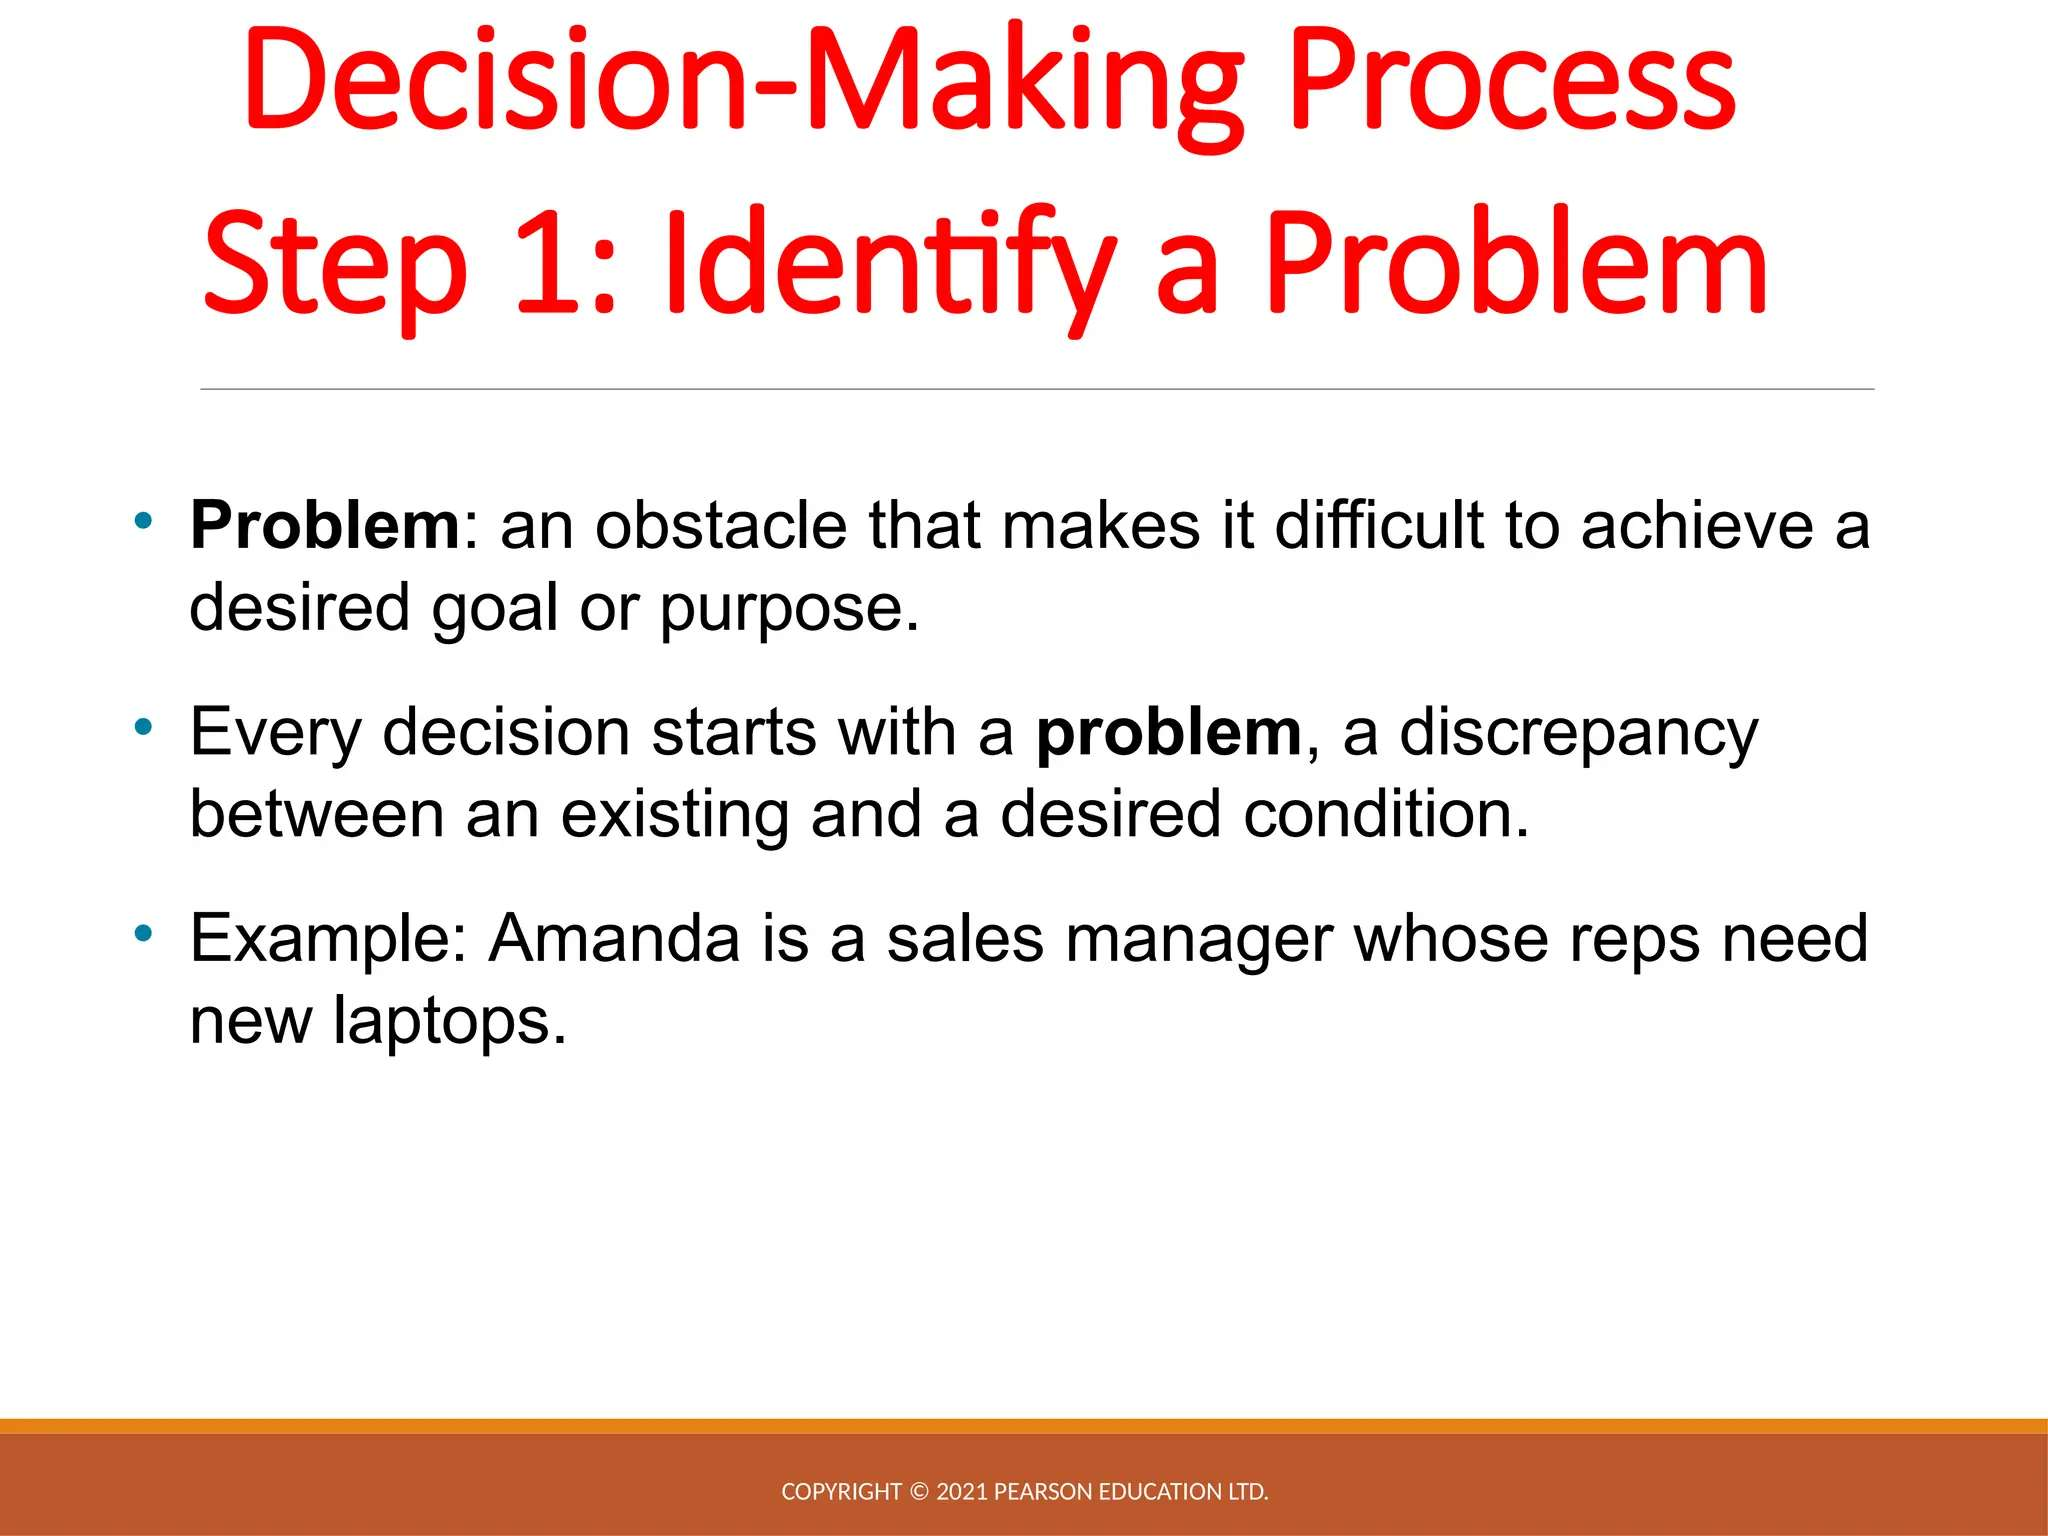 Decision-Making Process
Step 1: Identify a Problem
• Problem: an obstacle that makes it difficult to achieve a
desired goal or purpose.
• Every decision starts with a problem, a discrepancy
between an existing and a desired condition.
• Example: Amanda is a sales manager whose reps need
new laptops.
COPYRIGHT © 2021 PEARSON EDUCATION LTD.